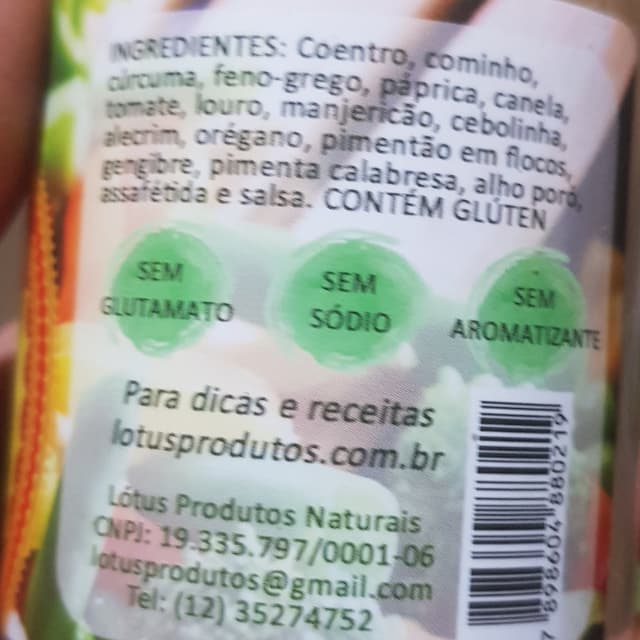 INGREDIENTES: Coentro, cominho,
cúrcuma, feno-grego, páprica, canela,
tomate, louro, manjericão, cebolinha,
alecrim, orégano, pimentão em flocos,
gengibre, pimenta calabresa, alho poró,
assafétida e salsa. CONTÉM GLÚTEN
SEM
GLUTAMATO
SEM
SÓDIO
SEM
AROMATIZANTE
Para dicas e receitas
lotusprodutos.com.br
Lótus Produtos Naturais
CNPJ: 19.335.797/0001-06
lotusprodutos@gmail.com
Tel: (12) 35274752
7898604880219